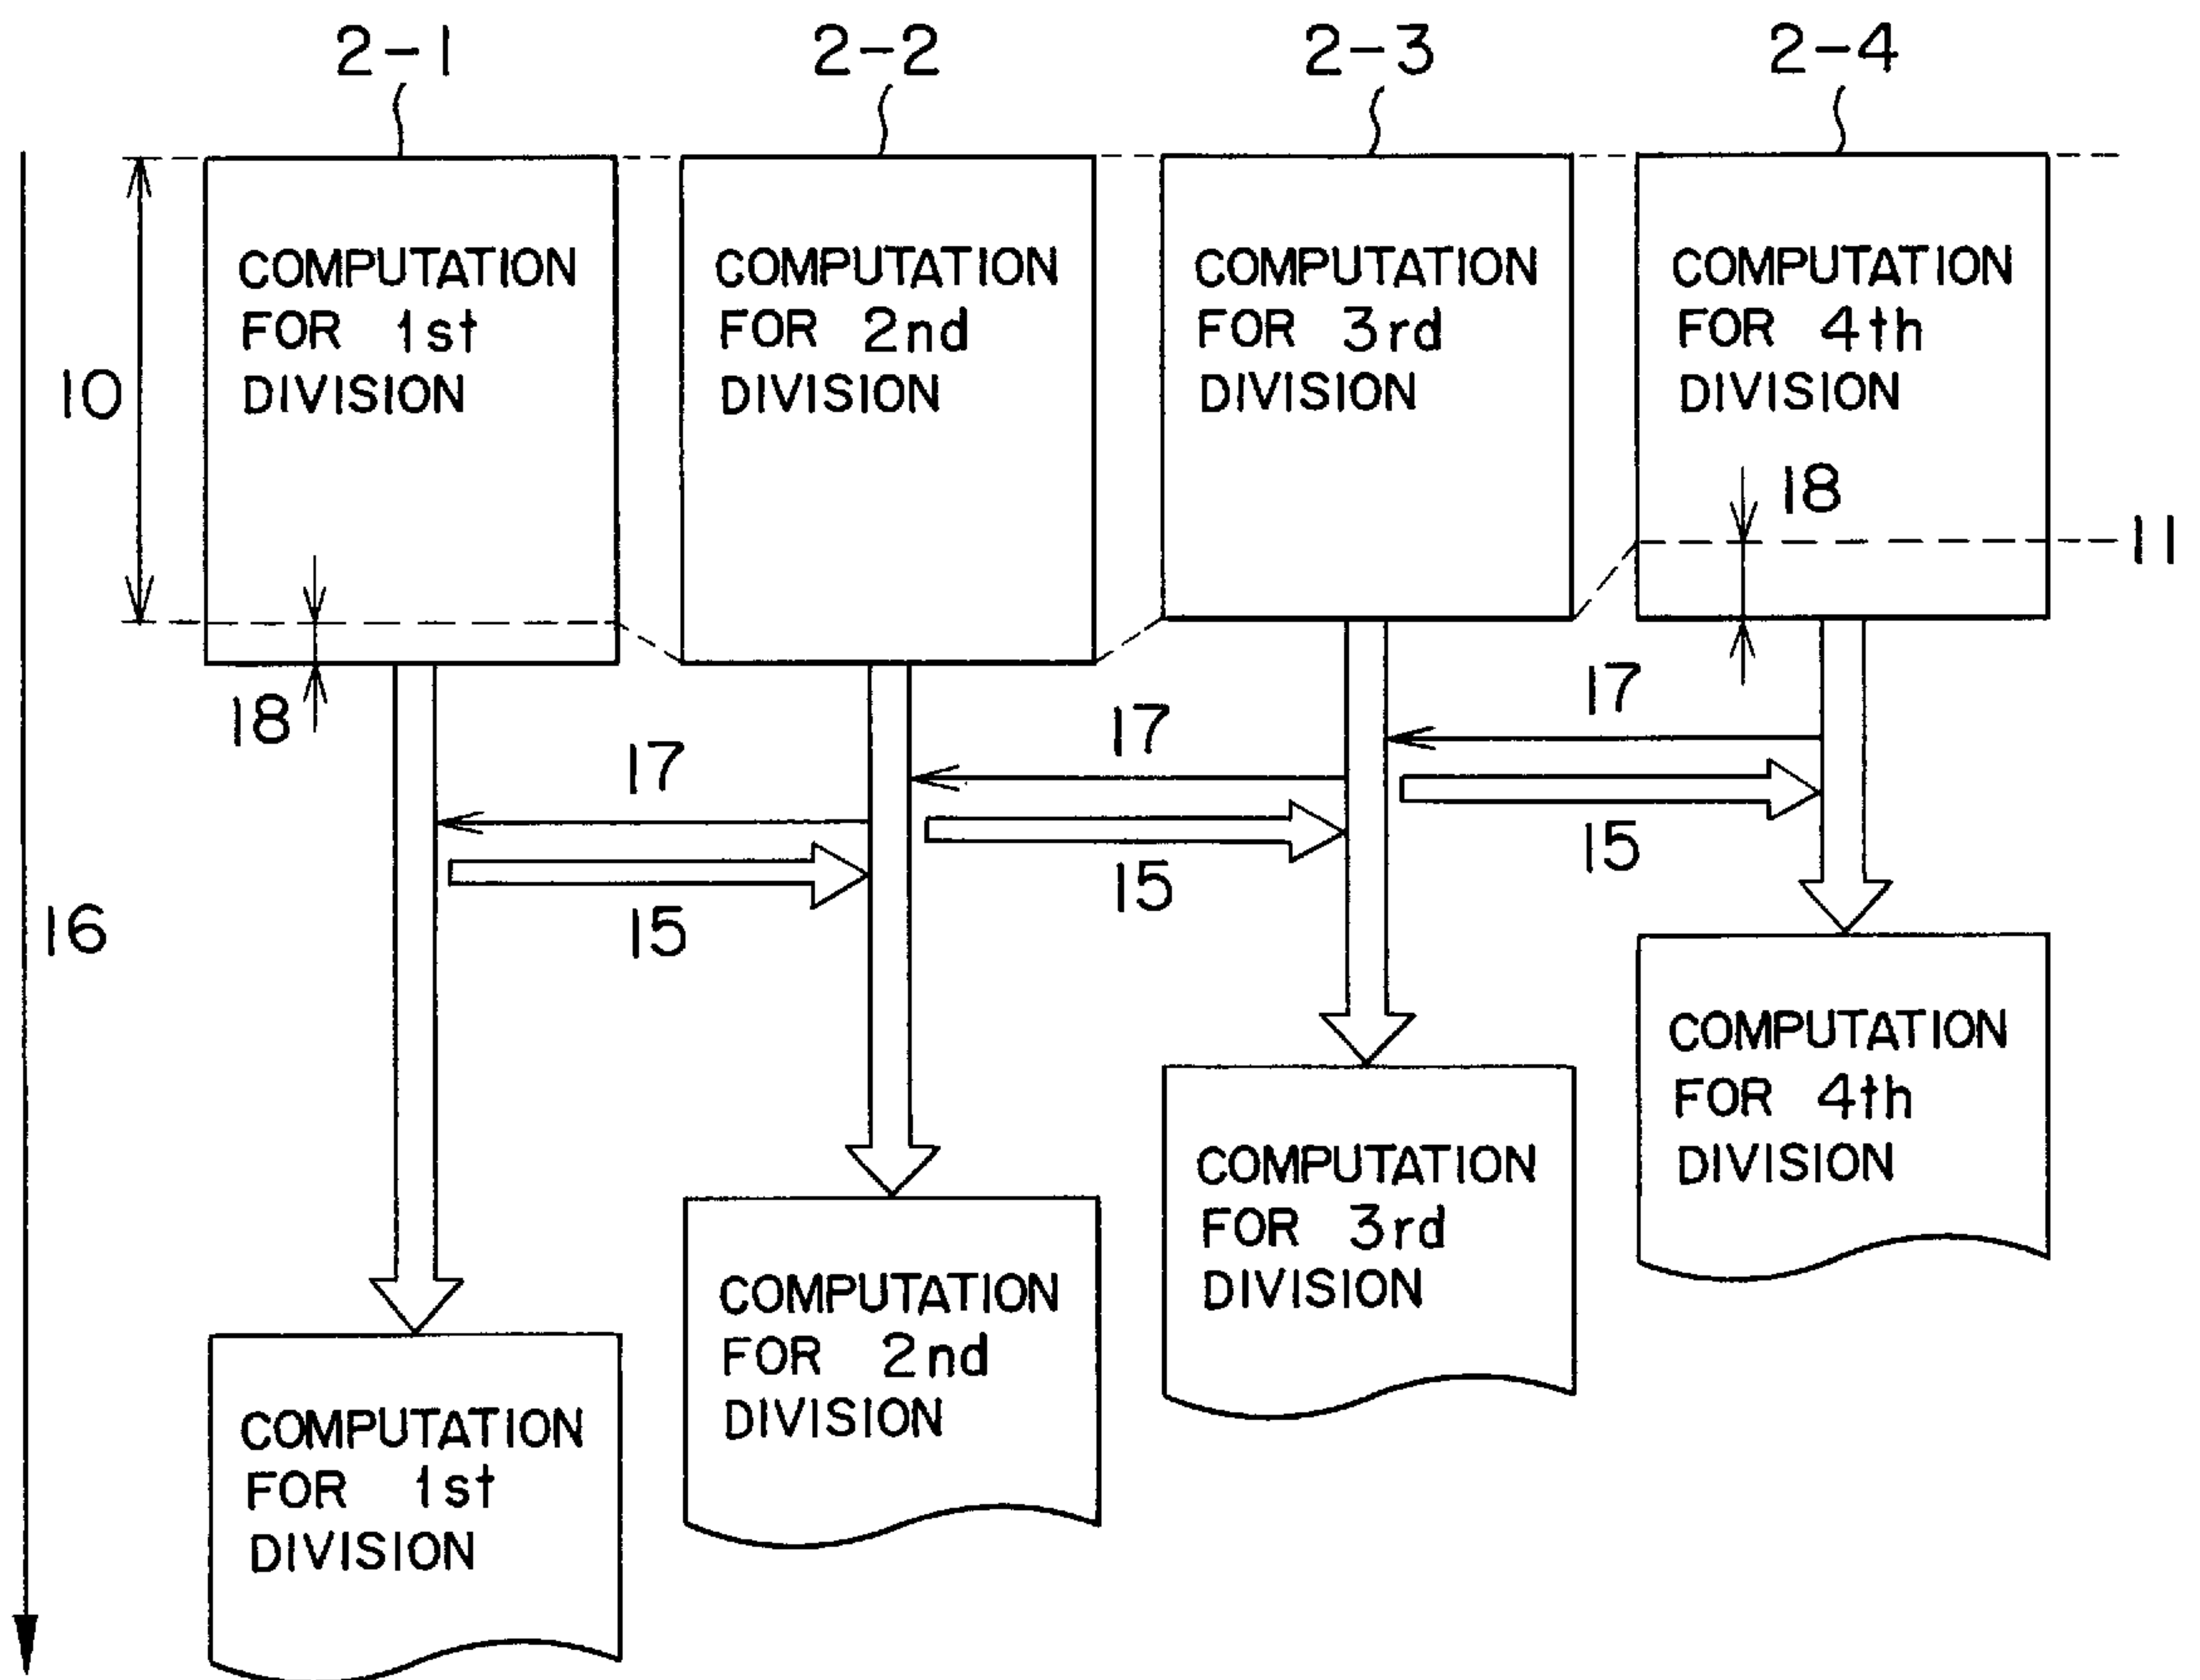 2-1
2-2
2-3
2-4
COMPUTATION
FOR 1st
DIVISION
COMPUTATION
FOR 2nd
DIVISION
COMPUTATION
FOR 3rd
DIVISION
COMPUTATION
FOR 4th
DIVISION
10
18
11
18
17
17
17
15
15
15
16
COMPUTATION
FOR 4th
DIVISION
COMPUTATION
FOR 3rd
DIVISION
COMPUTATION
FOR 2nd
DIVISION
COMPUTATION
FOR 1st
DIVISION